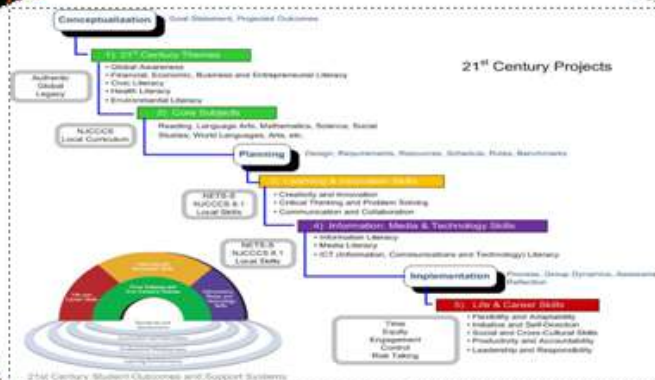 Conceptualization
Goal Statement, Projected Outcomes
21st Century Projects
1) 21st Century Themes
• Global Awareness
• Financial, Economic, Business and Entrepreneurial Literacy
• Civic Literacy
• Health Literacy
• Environmental Literacy
Authentic
Global
Legacy
2) Core Subjects
Reading, Language Arts, Mathematics, Science, Social
Studies, World Languages, Arts, etc.
NJCCCS
Local Curriculum
Planning
Design, Requirements, Resources, Schedule, Rules, Benchmarks
3) Learning & Innovation Skills
• Creativity and Innovation
• Critical Thinking and Problem Solving
• Communication and Collaboration
NETS-S
NJCCCS 8.1
Local Skills
4) Information, Media & Technology Skills
• Information Literacy
• Media Literacy
• ICT (Information, Communications and Technology) Literacy
NETS-S
NJCCCS 8.1
Local Skills
Implementation
Process, Group Dynamics, Assessment
Reflection
5) Life & Career Skills
• Flexibility and Adaptability
• Initiative and Self-Direction
• Social and Cross-Cultural Skills
• Productivity and Accountability
• Leadership and Responsibility
Time
Equity
Engagement
Control
Risk Taking
21st Century Student Outcomes and Support Systems